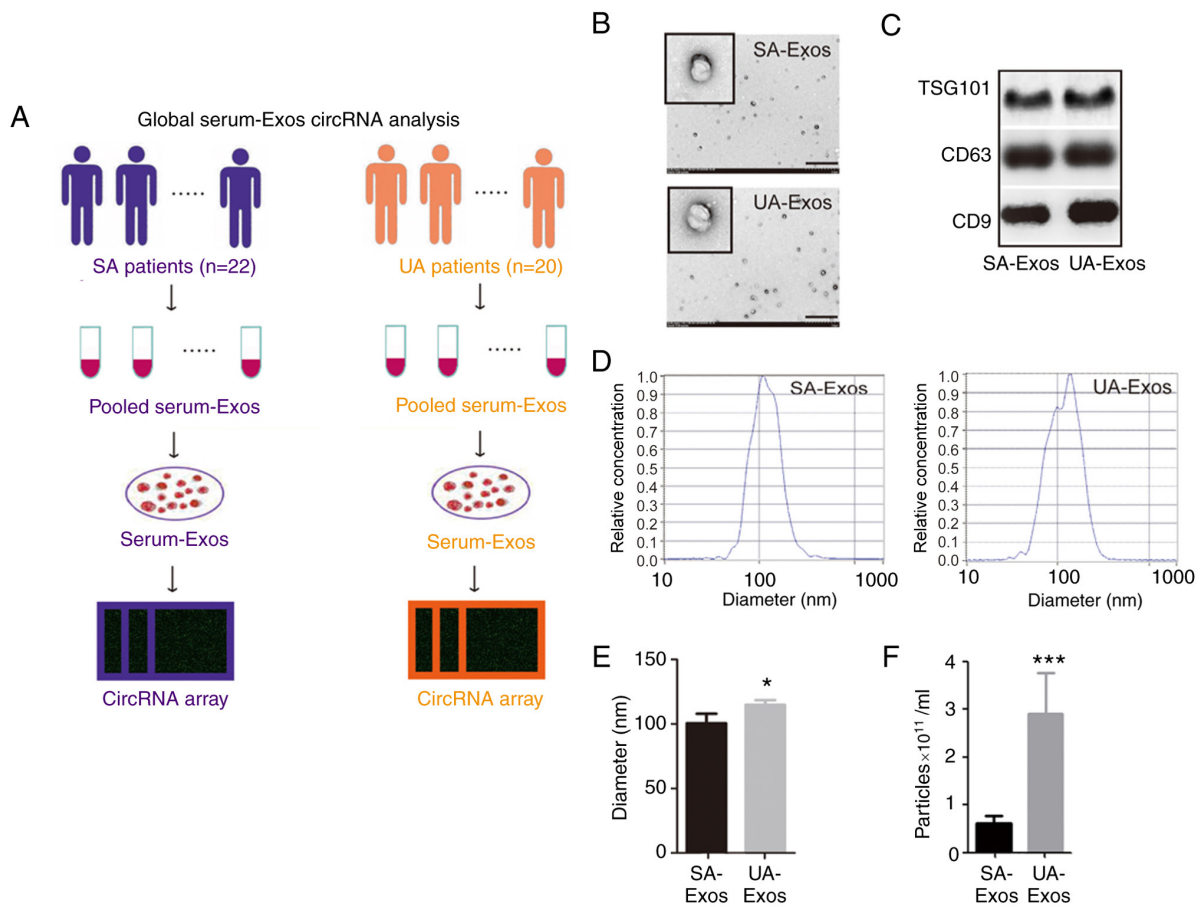 A
Global serum-Exos circRNA analysis
SA patients (n=22)
UA patients (n=20)
Pooled serum-Exos
Pooled serum-Exos
Serum-Exos
Serum-Exos
CircRNA array
CircRNA array
B
SA-Exos
UA-Exos
C
TSG101
CD63
CD9
SA-Exos UA-Exos
D
SA-Exos
Relative concentration
1.0
0.9
0.8
0.7
0.6
0.5
0.4
0.3
0.2
0.1
0.0
10 100 1000
Diameter (nm)
UA-Exos
Relative concentration
1.0
0.9
0.8
0.7
0.6
0.5
0.4
0.3
0.2
0.1
0.0
10 100 1000
Diameter (nm)
E
Diameter (nm)
150
100
50
0
*
SA-
Exos
UA-
Exos
F
Particles×10¹¹ /ml
4
3
2
1
0
***
SA-
Exos
UA-
Exos